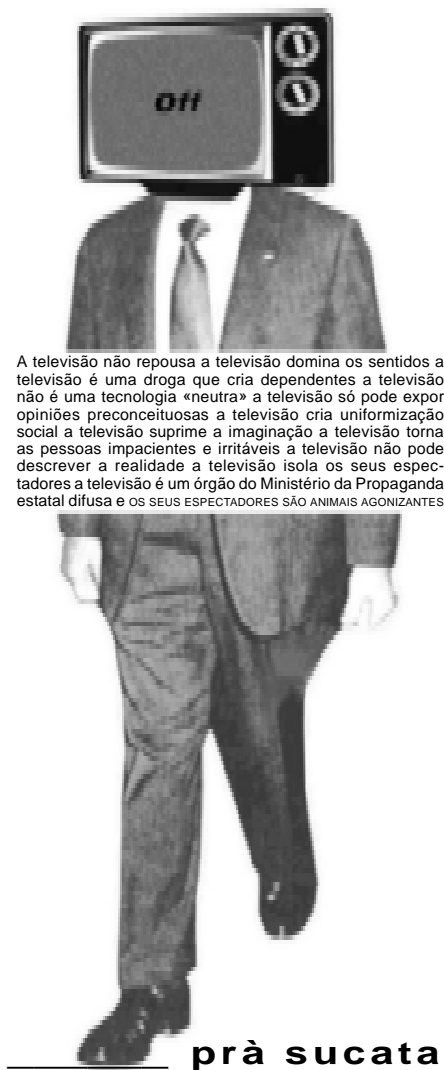 Off
A televisão não repousa a televisão domina os sentidos a
televisão é uma droga que cria dependentes a televisão
não é uma tecnologia «neutra» a televisão só pode expor
opiniões preconceituosas a televisão cria uniformização
social a televisão suprime a imaginação a televisão torna
as pessoas impacientes e irritáveis a televisão não pode
descrever a realidade a televisão isola os seus espec-
tadores a televisão é um órgão do Ministério da Propaganda
estatal difusa e OS SEUS ESPECTADORES SÃO ANIMAIS AGONIZANTES
prà sucata